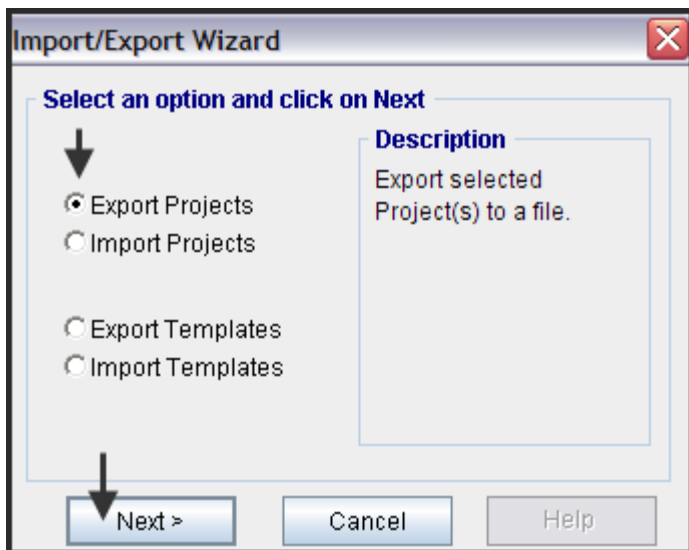 Import/Export Wizard
Select an option and click on Next
Export Projects
Import Projects
Export Templates
Import Templates
Description
Export selected
Project(s) to a file.
Next >
Cancel
Help